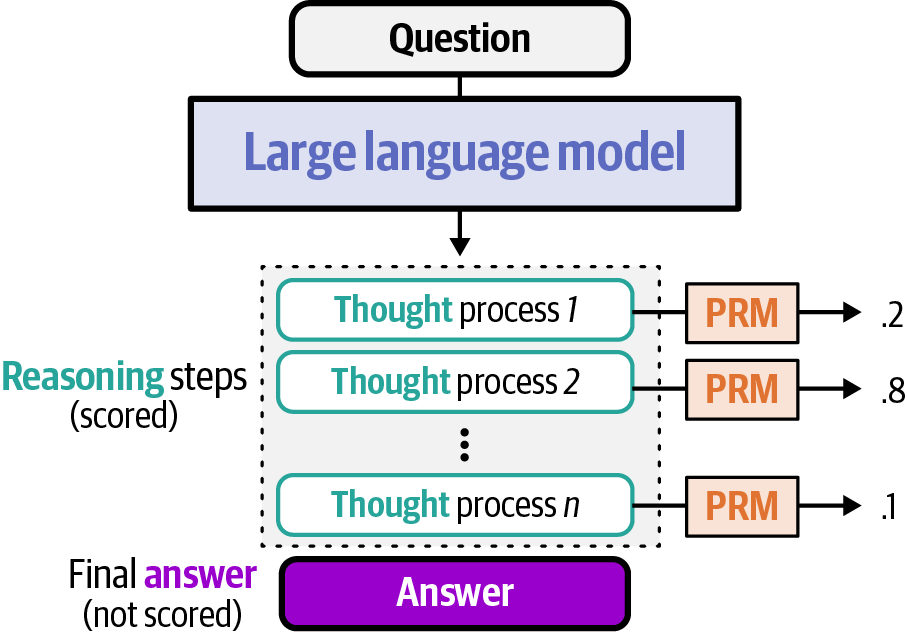 Question
Large language model
Thought process 1
PRM
.2
Reasoning steps
(scored)
Thought process 2
PRM
.8
Thought process n
PRM
.1
Final answer
(not scored)
Answer